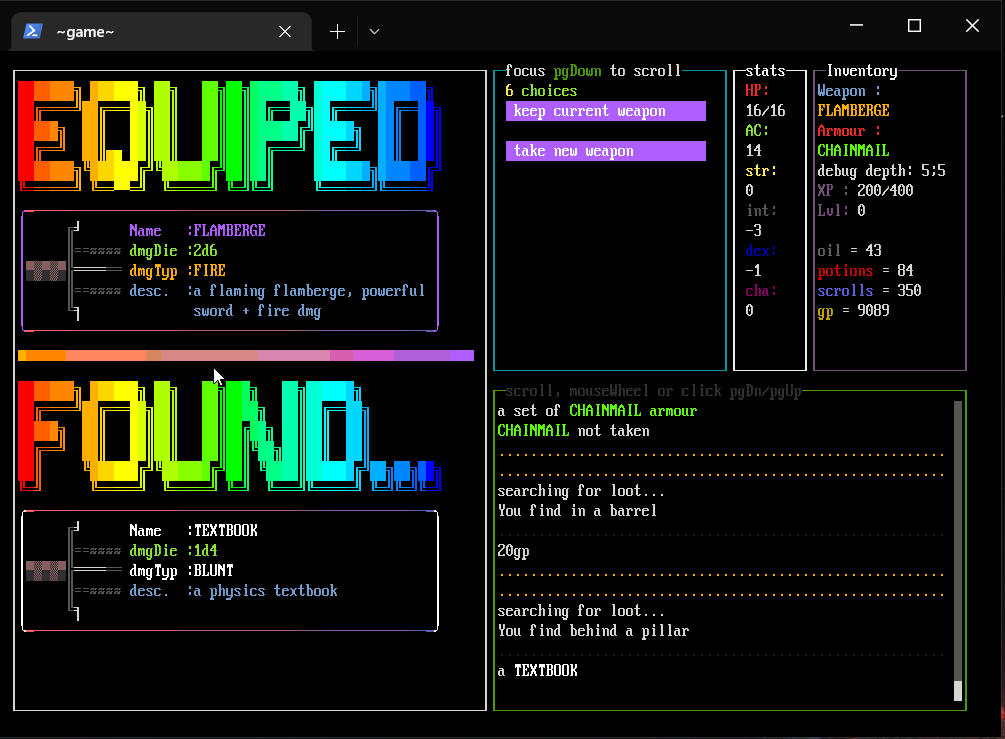 ~game~
EQUIPED
Name   :FLAMBERGE
dmgDie :2d6
dmgTyp :FIRE
desc.  :a flaming flamberge, powerful
sword + fire dmg
FOUND...
Name   :TEXTBOOK
dmgDie :1d4
dmgTyp :BLUNT
desc.  :a physics textbook
focus pgDown to scroll
6 choices
keep current weapon
take new weapon
stats
HP:
16/16
AC:
14
str:
0
int:
-3
dex:
-1
cha:
0
Inventory
Weapon :
FLAMBERGE
Armour :
CHAINMAIL
debug depth: 5;5
XP : 200/400
Lvl: 0
oil = 43
potions = 84
scrolls = 350
gp = 9089
scroll, mouseWheel or click pgDn/pgUp
a set of CHAINMAIL armour
CHAINMAIL not taken
searching for loot...
You find in a barrel
20gp
searching for loot...
You find behind a pillar
a TEXTBOOK